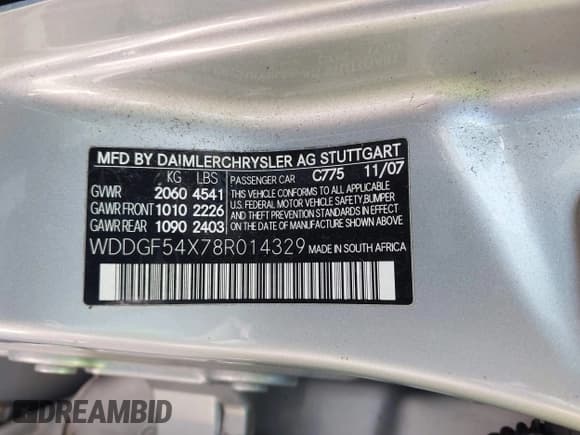 MFD BY DAIMLERCHRYSLER AG STUTTGART
KG LBS PASSENGER CAR C775 11/07
GVWR 2060 4541 THIS VEHICLE CONFORMS TO ALL APPLICABLE
GAWR FRONT 1010 2226 U.S. FEDERAL MOTOR VEHICLE SAFETY,BUMPER
GAWR REAR 1090 2403 AND THEFT PREVENTION STANDARDS IN EFFECT ON THE DATE OF MANUFACTURE SHOWN ABOVE.
WDDGF54X78R014329 MADE IN SOUTH AFRICA
DREAMBID